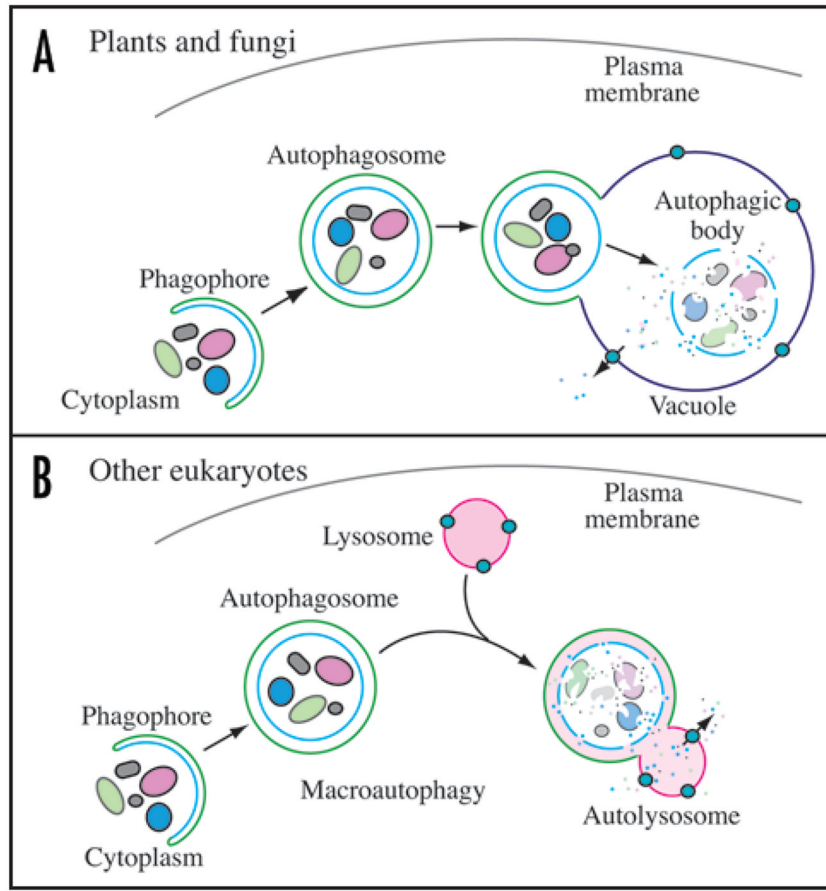 A Plants and fungi
Plasma
membrane
Autophagosome
Autophagic
body
Phagophore
Cytoplasm
Vacuole
B Other eukaryotes
Plasma
membrane
Lysosome
Autophagosome
Phagophore
Macroautophagy
Autolysosome
Cytoplasm